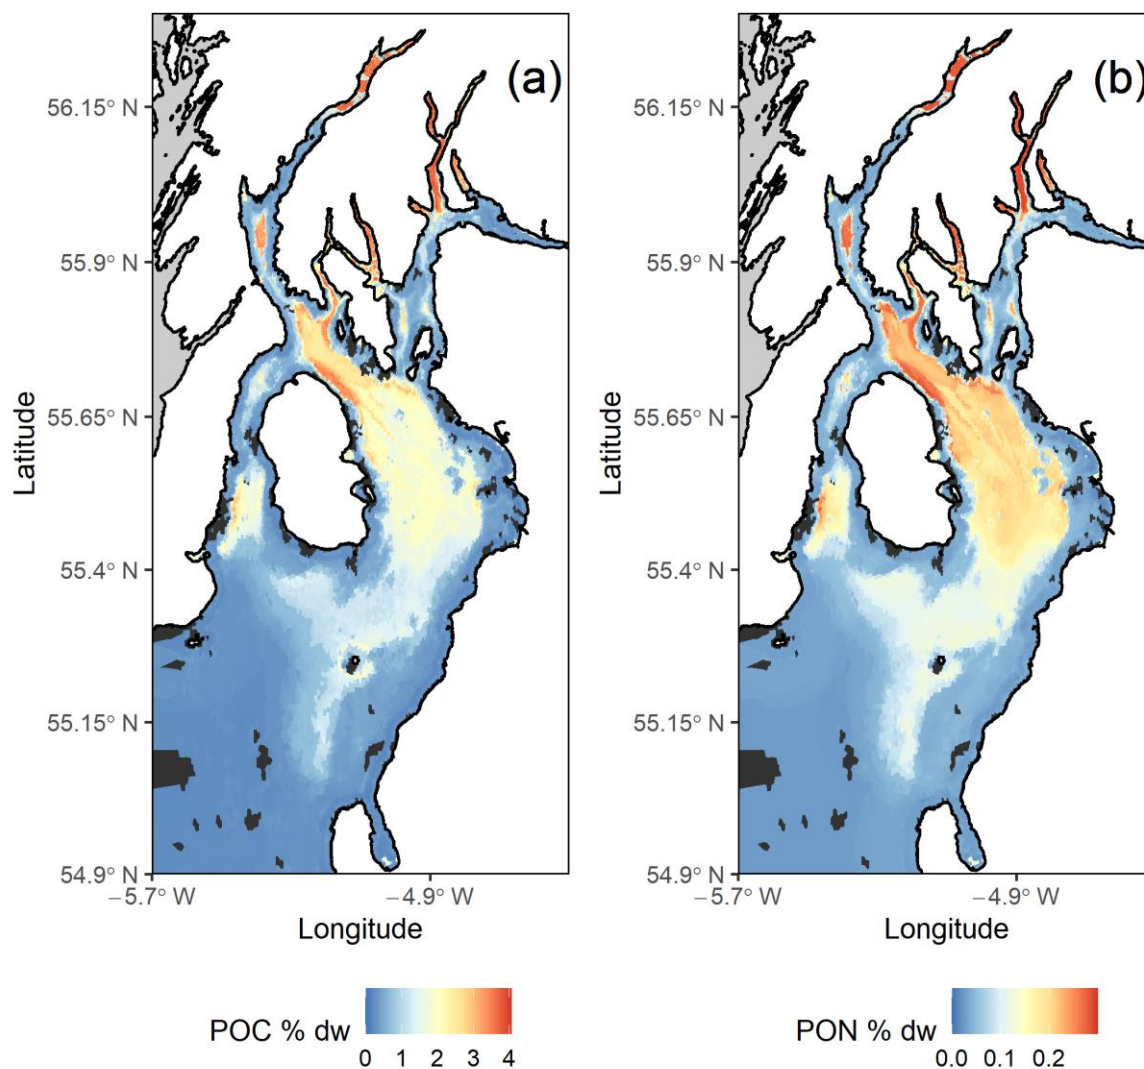 (a)
56.15° N
55.9° N
55.65° N
55.4° N
55.15° N
54.9° N
Latitude
−5.7° W
−4.9° W
Longitude
POC % dw
0 1 2 3 4
(b)
56.15° N
55.9° N
55.65° N
55.4° N
55.15° N
54.9° N
Latitude
−5.7° W
−4.9° W
Longitude
PON % dw
0.0 0.1 0.2